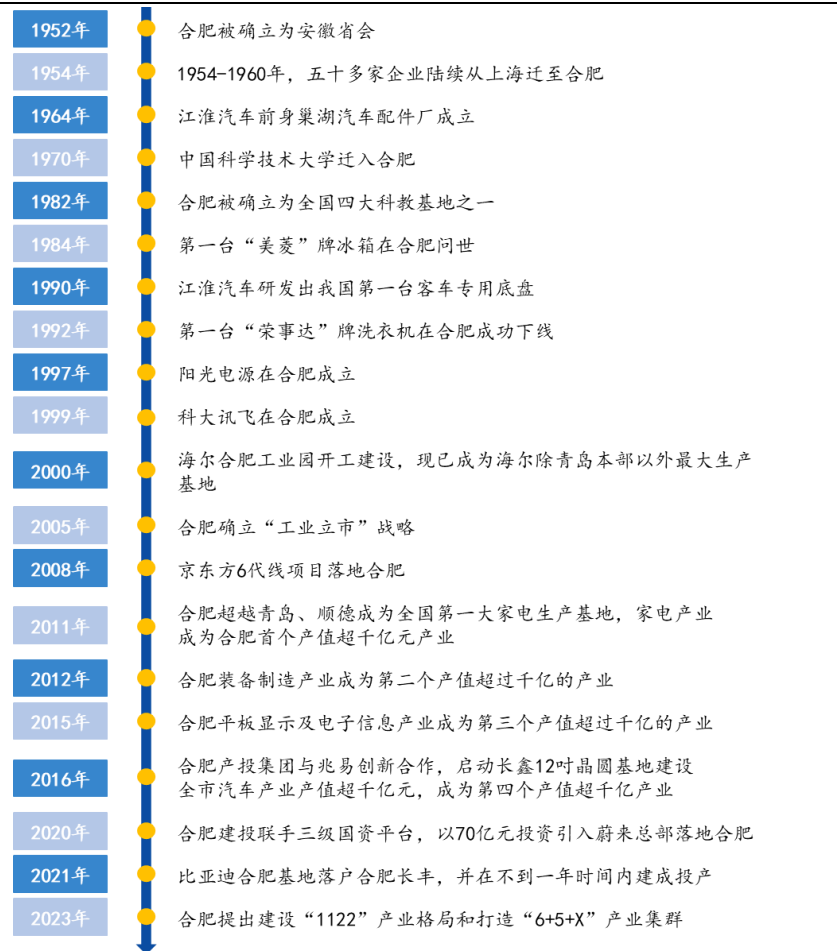 1952年 合肥被确立为安徽省会
1954年 1954-1960年，五十多家企业陆续从上海迁至合肥
1964年 江淮汽车前身巢湖汽车配件厂成立
1970年 中国科学技术大学迁入合肥
1982年 合肥被确立为全国四大科教基地之一
1984年 第一台“美菱”牌冰箱在合肥问世
1990年 江淮汽车研发出我国第一台客车专用底盘
1992年 第一台“荣事达”牌洗衣机在合肥成功下线
1997年 阳光电源在合肥成立
1999年 科大讯飞在合肥成立
2000年 海尔合肥工业园开工建设，现已成为海尔除青岛本部以外最大生产
基地
2005年 合肥确立“工业立市”战略
2008年 京东方6代线项目落地合肥
2011年 合肥超越青岛、顺德成为全国第一大家电生产基地，家电产业
成为合肥首个产值超千亿元产业
2012年 合肥装备制造产业成为第二个产值超过千亿的产业
2015年 合肥平板显示及电子信息产业成为第三个产值超过千亿的产业
2016年 合肥产投集团与兆易创新合作，启动长鑫12吋晶圆基地建设
全市汽车产业产值超千亿元，成为第四个产值超千亿产业
2020年 合肥建投联手三级国资平台，以70亿元投资引入蔚来总部落地合肥
2021年 比亚迪合肥基地落户合肥长丰，并在不到一年时间内建成投产
2023年 合肥提出建设“1122”产业格局和打造“6+5+X”产业集群